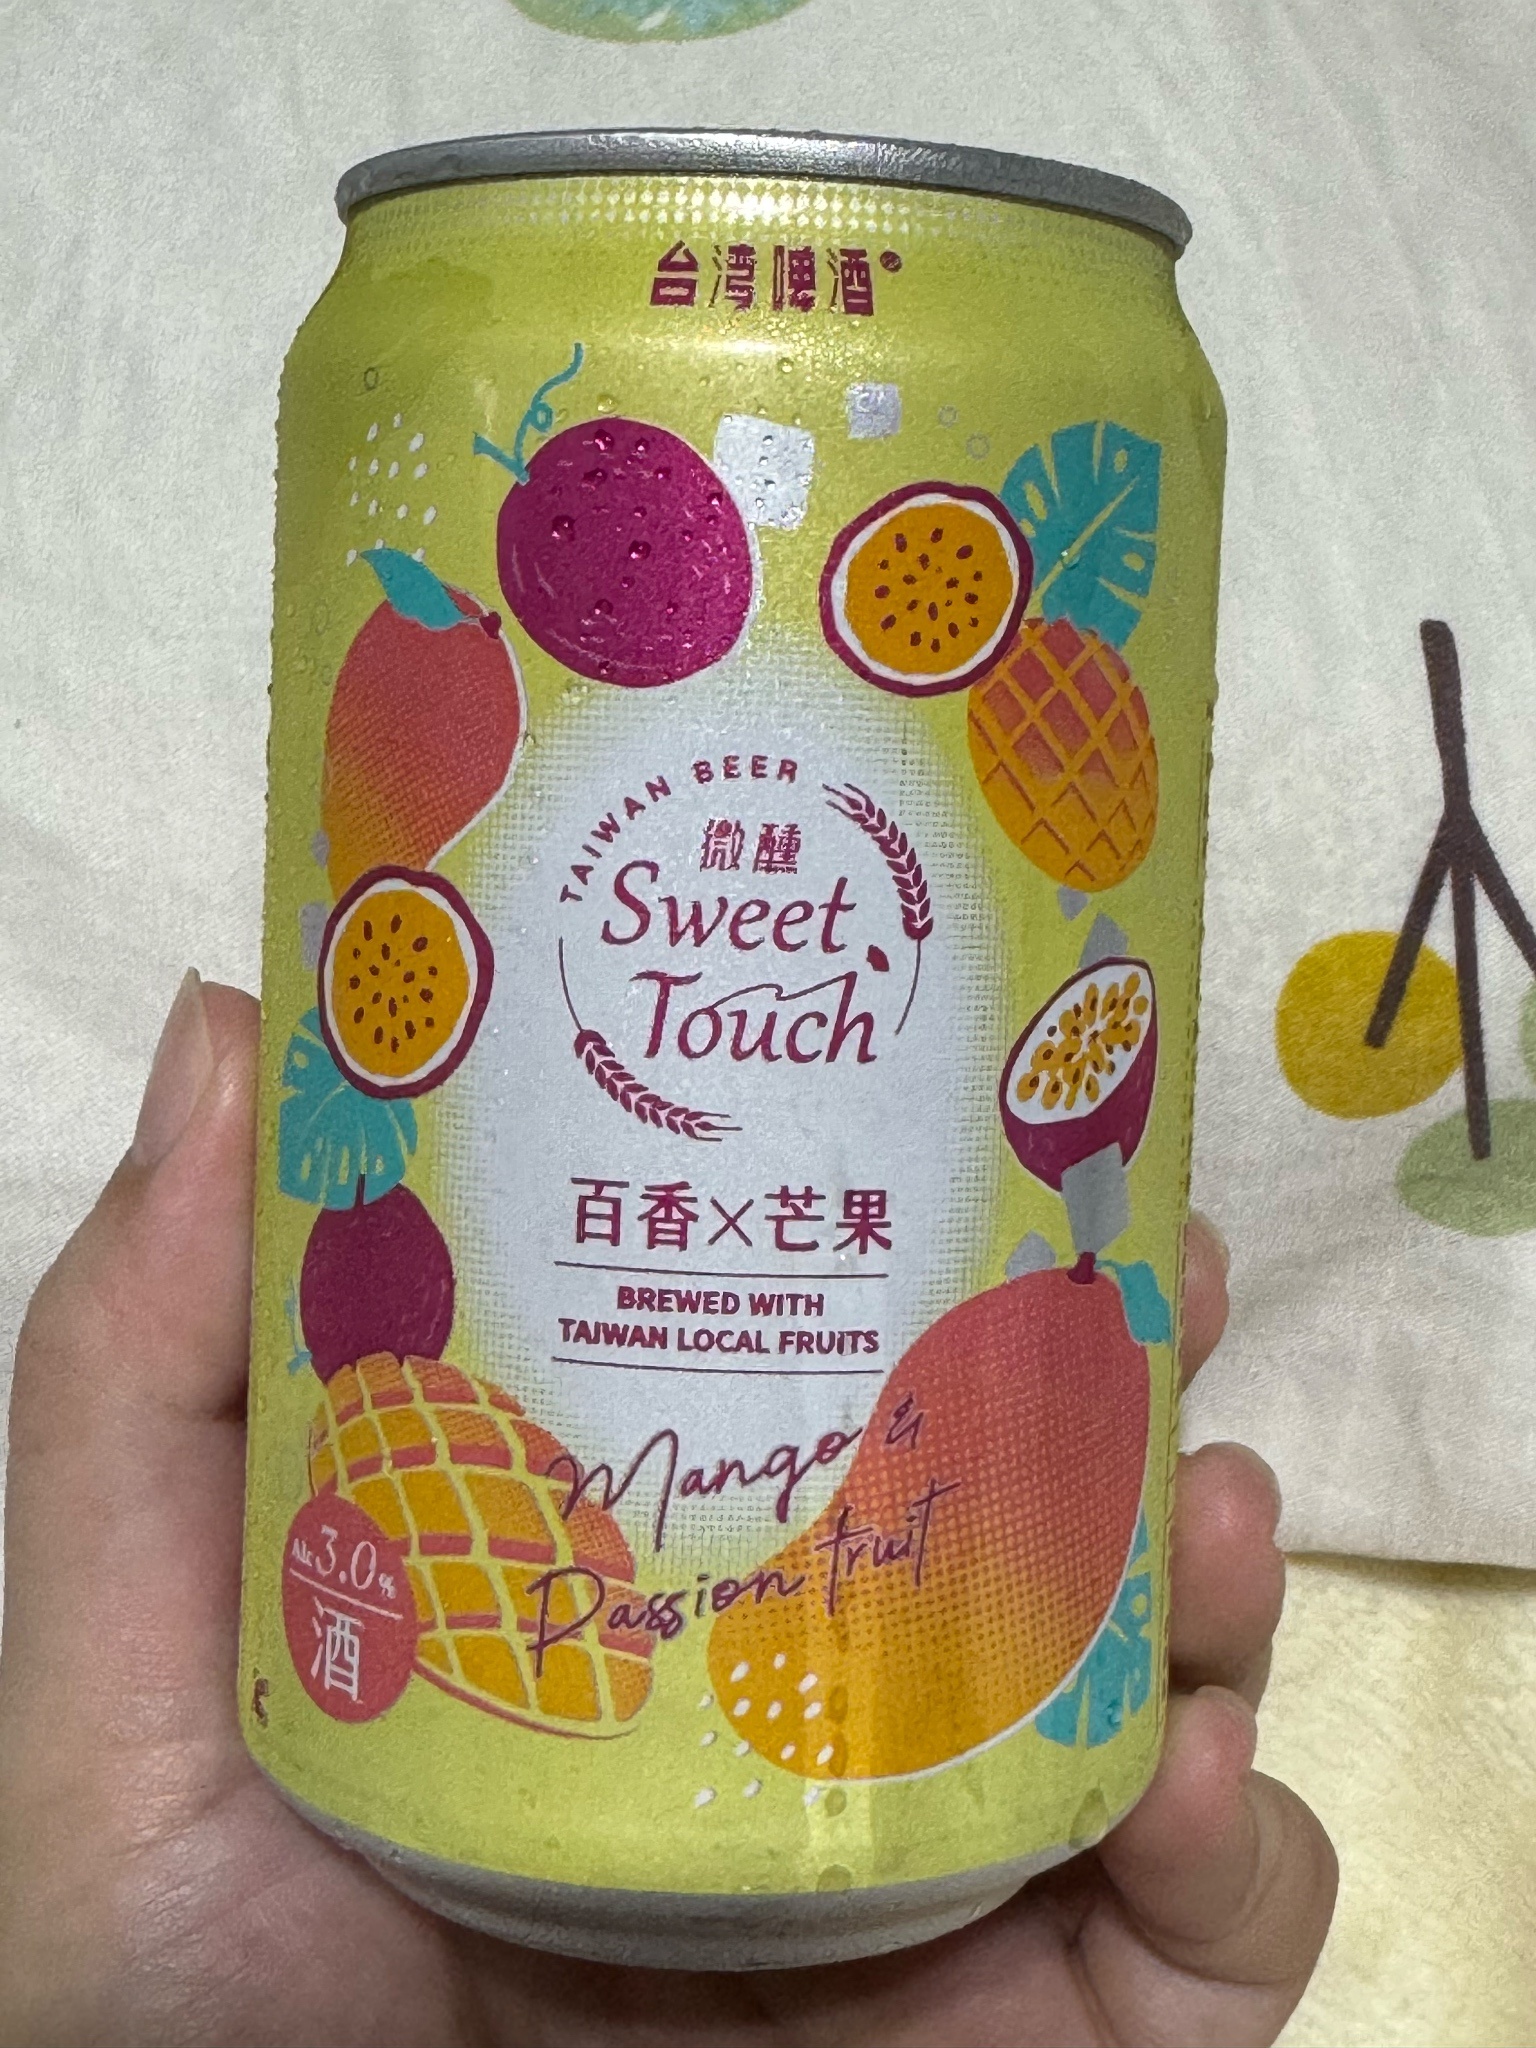 台湾啤酒
TAIWAN BEER
微醺
Sweet
Touch
百香×芒果
BREWED WITH
TAIWAN LOCAL FRUITS
Mango &
Passion fruit
Alc 3.0%
酒